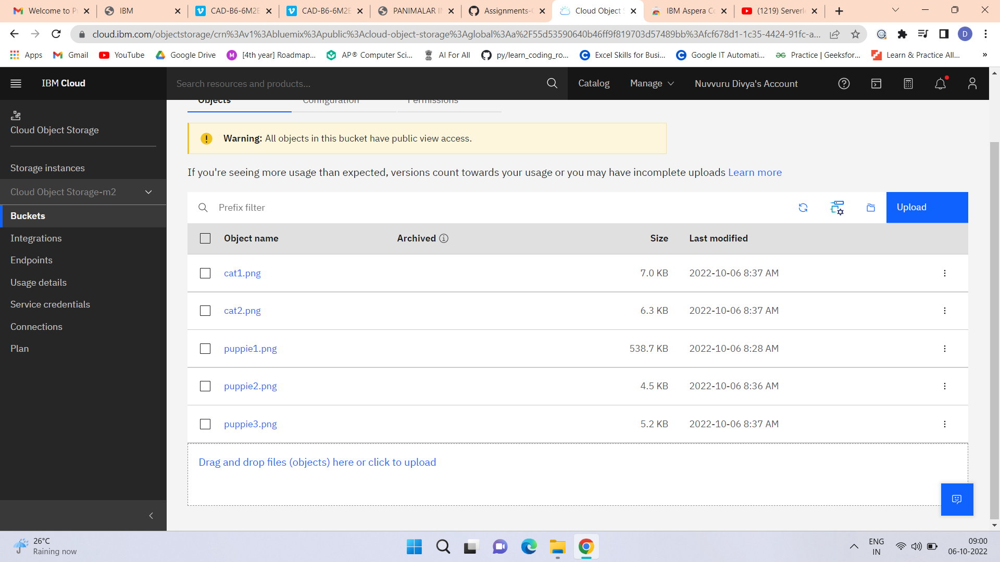 Welcome to P
IBM
CAD-B6-6M2E
CAD-B6-6M2E
PANIMALAR I
Assignments-
Cloud Object
IBM Aspera C
(1219) Serverl
cloud.ibm.com/objectstorage/crn%3Av1%3Abluemix%3Apublic%3Acloud-object-storage%3Aglobal%3Aa%2F55d53590640b46ff9f819703d57489bb%3Afcf678d1-1c35-4424-91fc-a...
D
Apps
Gmail
YouTube
Google Drive
M
[4th year] Roadmap...
AP® Computer Sci...
AI For All
py/learn_coding_ro...
Excel Skills for Busi...
Google IT Automati...
Practice | Geeksfor...
Learn & Practice All...
»
IBM Cloud
Search resources and products...
Catalog
Manage
Nuvvuru Divya's Account
Cloud Object Storage
Storage instances
Cloud Object Storage-m2
Buckets
Integrations
Endpoints
Usage details
Service credentials
Connections
Plan
Objects
Configuration
Permissions
Warning: All objects in this bucket have public view access.
If you're seeing more usage than expected, versions count towards your usage or you may have incomplete uploads Learn more
Prefix filter
Upload
Object name Archived Size Last modified
cat1.png 7.0 KB 2022-10-06 8:37 AM
cat2.png 6.3 KB 2022-10-06 8:37 AM
puppie1.png 538.7 KB 2022-10-06 8:28 AM
puppie2.png 4.5 KB 2022-10-06 8:36 AM
puppie3.png 5.2 KB 2022-10-06 8:37 AM
Drag and drop files (objects) here or click to upload
26°C
Raining now
ENG
IN
09:00
06-10-2022